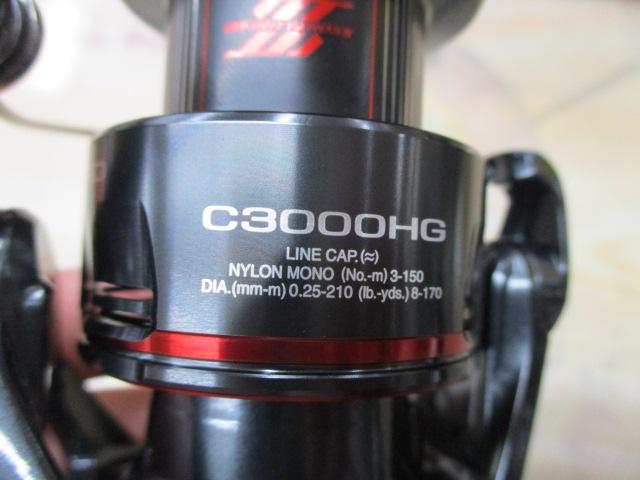 C3000HG
LINE CAP.(≈)
NYLON MONO (No.-m) 3-150
DIA.(mm-m) 0.25-210 (lb.-yds.) 8-170